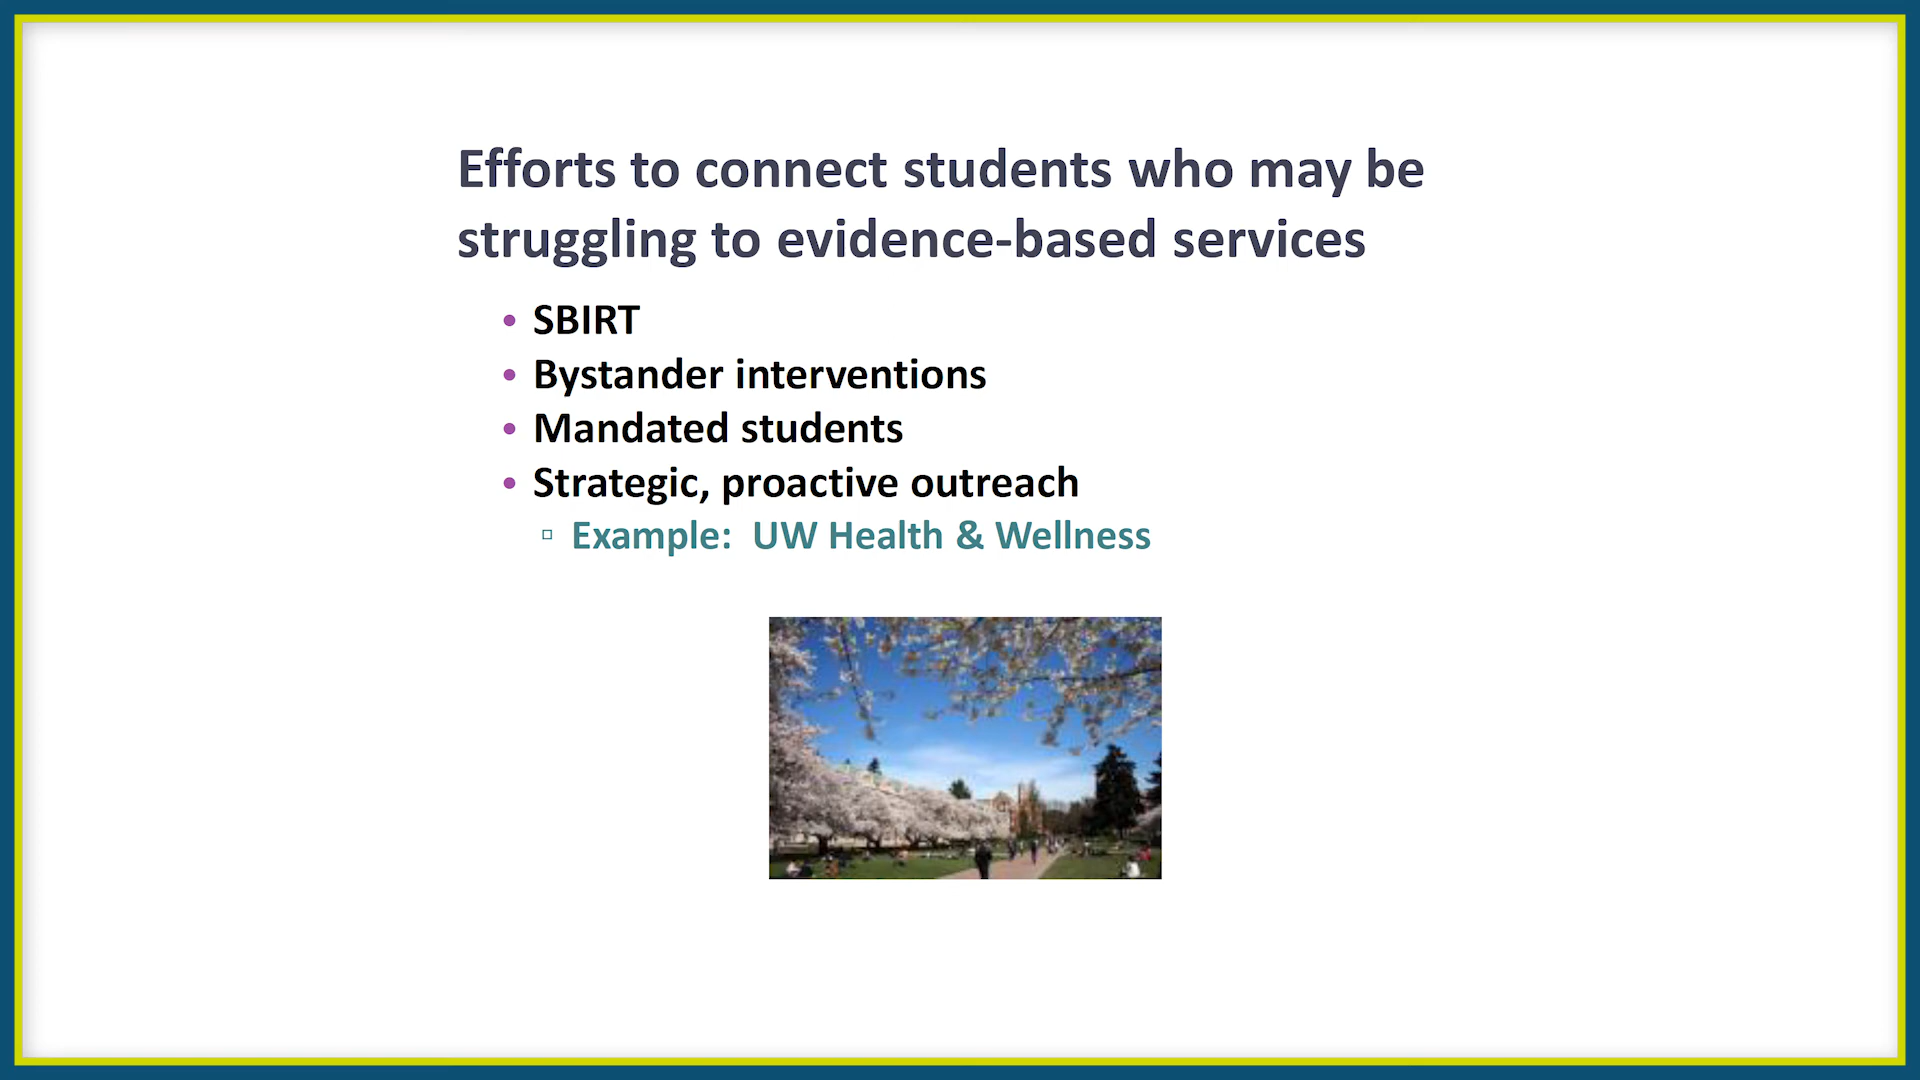 Efforts to connect students who may be
struggling to evidence-based services
• SBIRT
• Bystander interventions
• Mandated students
• Strategic, proactive outreach
▫ Example:  UW Health & Wellness